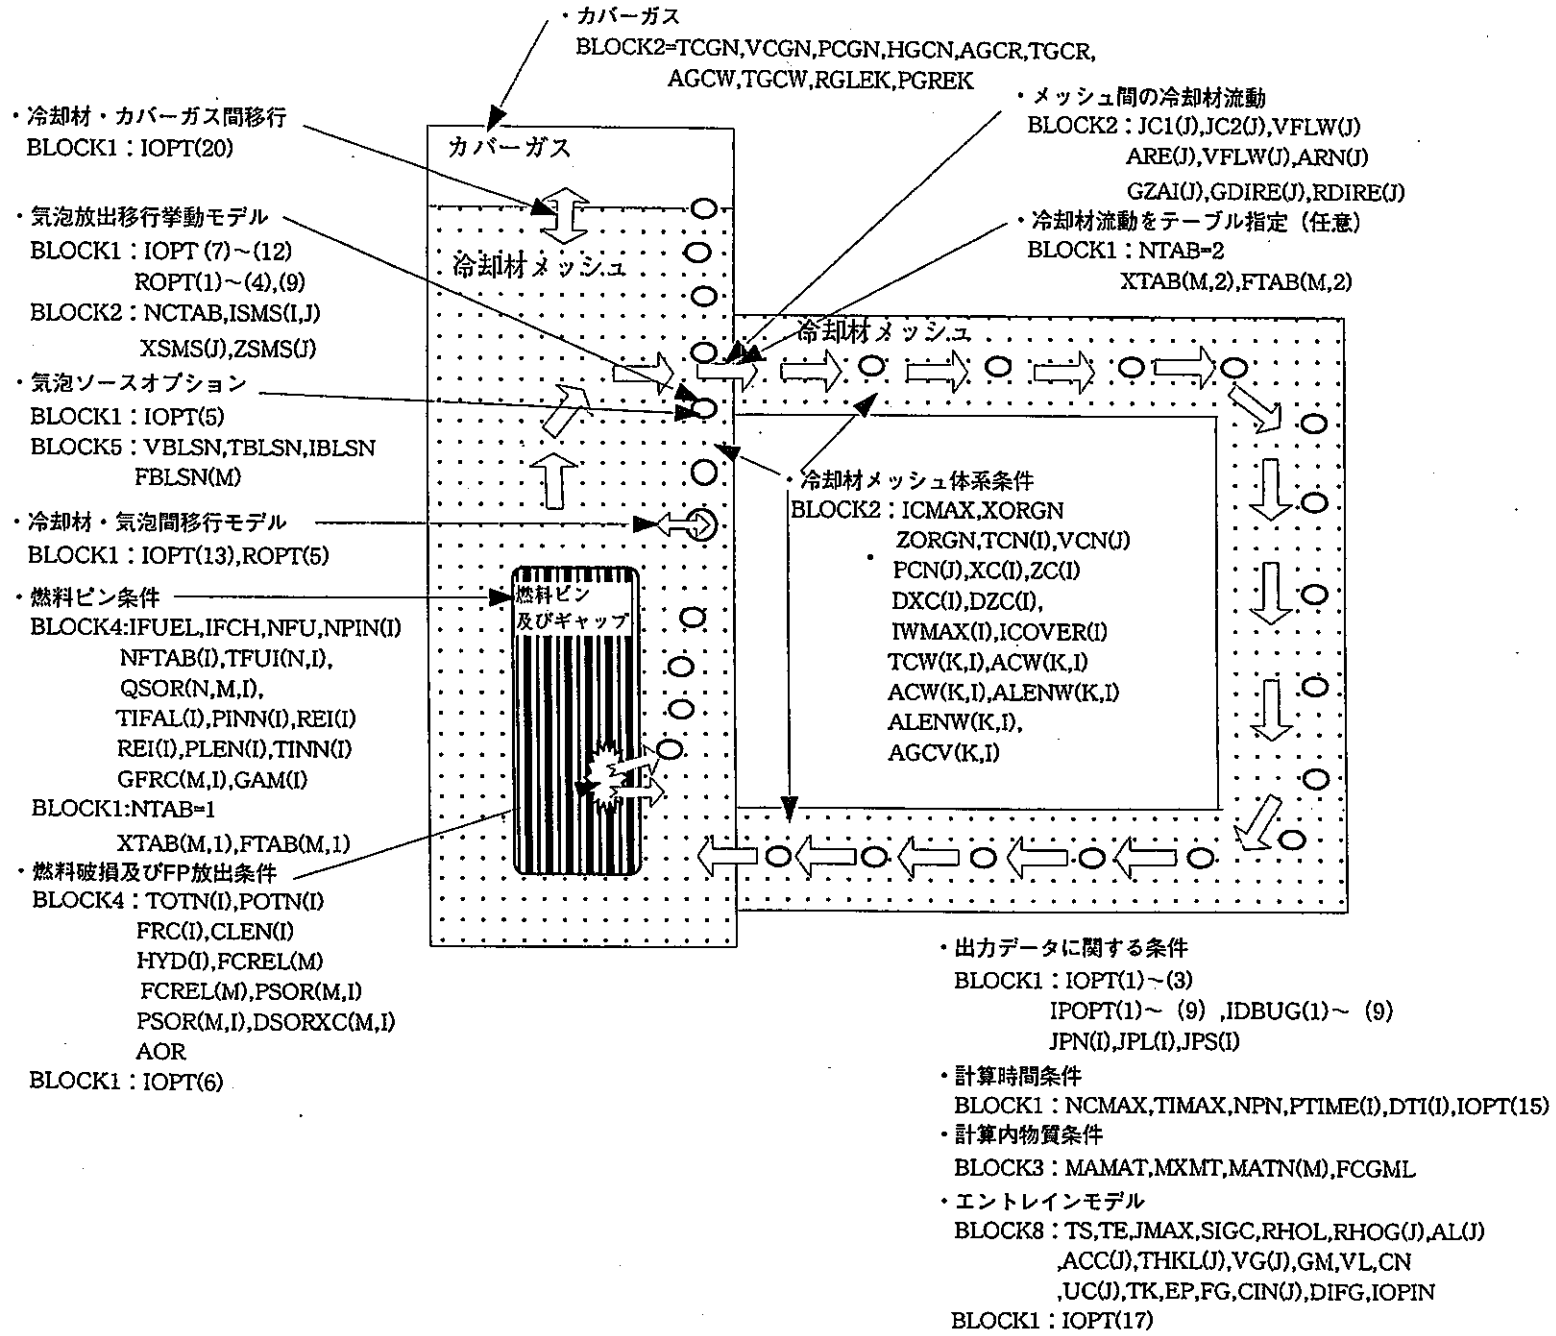 ・カバーガス
BLOCK2=TCGN,VCGN,PCGN,HGCN,AGCR,TGCR,
AGCW,TGCW,RGLEK,PGREK
・冷却材・カバーガス間移行
BLOCK1：IOPT(20)
・気泡放出移行挙動モデル
BLOCK1：IOPT (7)～(12)
ROPT(1)～(4),(9)
BLOCK2：NCTAB,ISMS(I,J)
XSMS(J),ZSMS(J)
・気泡ソースオプション
BLOCK1：IOPT(5)
BLOCK5：VBLSN,TBLSN,IBLSN
FBLSN(M)
・冷却材・気泡間移行モデル
BLOCK1：IOPT(13),ROPT(5)
・燃料ピン条件
BLOCK4:IFUEL,IFCH,NFU,NPIN(I)
NFTAB(I),TFUI(N,I),
QSOR(N,M,I),
TIFAL(I),PINN(I),REI(I)
REI(I),PLEN(I),TINN(I)
GFRC(M,I),GAM(I)
BLOCK1:NTAB=1
XTAB(M,1),FTAB(M,1)
・燃料破損及びFP放出条件
BLOCK4：TOTN(I),POTN(I)
FRC(I),CLEN(I)
HYD(I),FCREL(M)
FCREL(M),PSOR(M,I)
PSOR(M,I),DSORXC(M,I)
AOR
BLOCK1：IOPT(6)
カバーガス
冷却材メッシュ
燃料ピン
及びギャップ
冷却材メッシュ
・メッシュ間の冷却材流動
BLOCK2：JC1(J),JC2(J),VFLW(J)
ARE(J),VFLW(J),ARN(J)
GZAI(J),GDIRE(J),RDIRE(J)
・冷却材流動をテーブル指定（任意）
BLOCK1：NTAB=2
XTAB(M,2),FTAB(M,2)
・冷却材メッシュ体系条件
BLOCK2：ICMAX,XORGN
ZORGN,TCN(I),VCN(J)
PCN(J),XC(I),ZC(I)
DXC(I),DZC(I),
IWMAX(I),ICOVER(I)
TCW(K,I),ACW(K,I)
ACW(K,I),ALENW(K,I)
ALENW(K,I),
AGCV(K,I)
・出力データに関する条件
BLOCK1：IOPT(1)～(3)
IPOPT(1)～ (9) ,IDBUG(1)～ (9)
JPN(I),JPL(I),JPS(I)
・計算時間条件
BLOCK1：NCMAX,TIMAX,NPN,PTIME(I),DTI(I),IOPT(15)
・計算内物質条件
BLOCK3：MAMAT,MXMT,MATN(M),FCGML
・エントレインモデル
BLOCK8：TS,TE,JMAX,SIGC,RHOL,RHOG(J),AL(J)
,ACC(J),THKL(J),VG(J),GM,VL,CN
,UC(J),TK,EP,FG,CIN(J),DIFG,IOPIN
BLOCK1：IOPT(17)